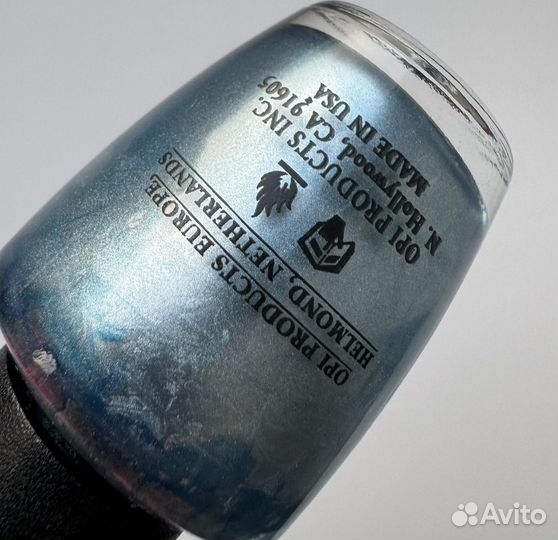 OPI PRODUCTS INC.
N. Hollywood, CA 91605
MADE IN USA
OPI PRODUCTS EUROPE,
HELMOND, NETHERLANDS
Avito